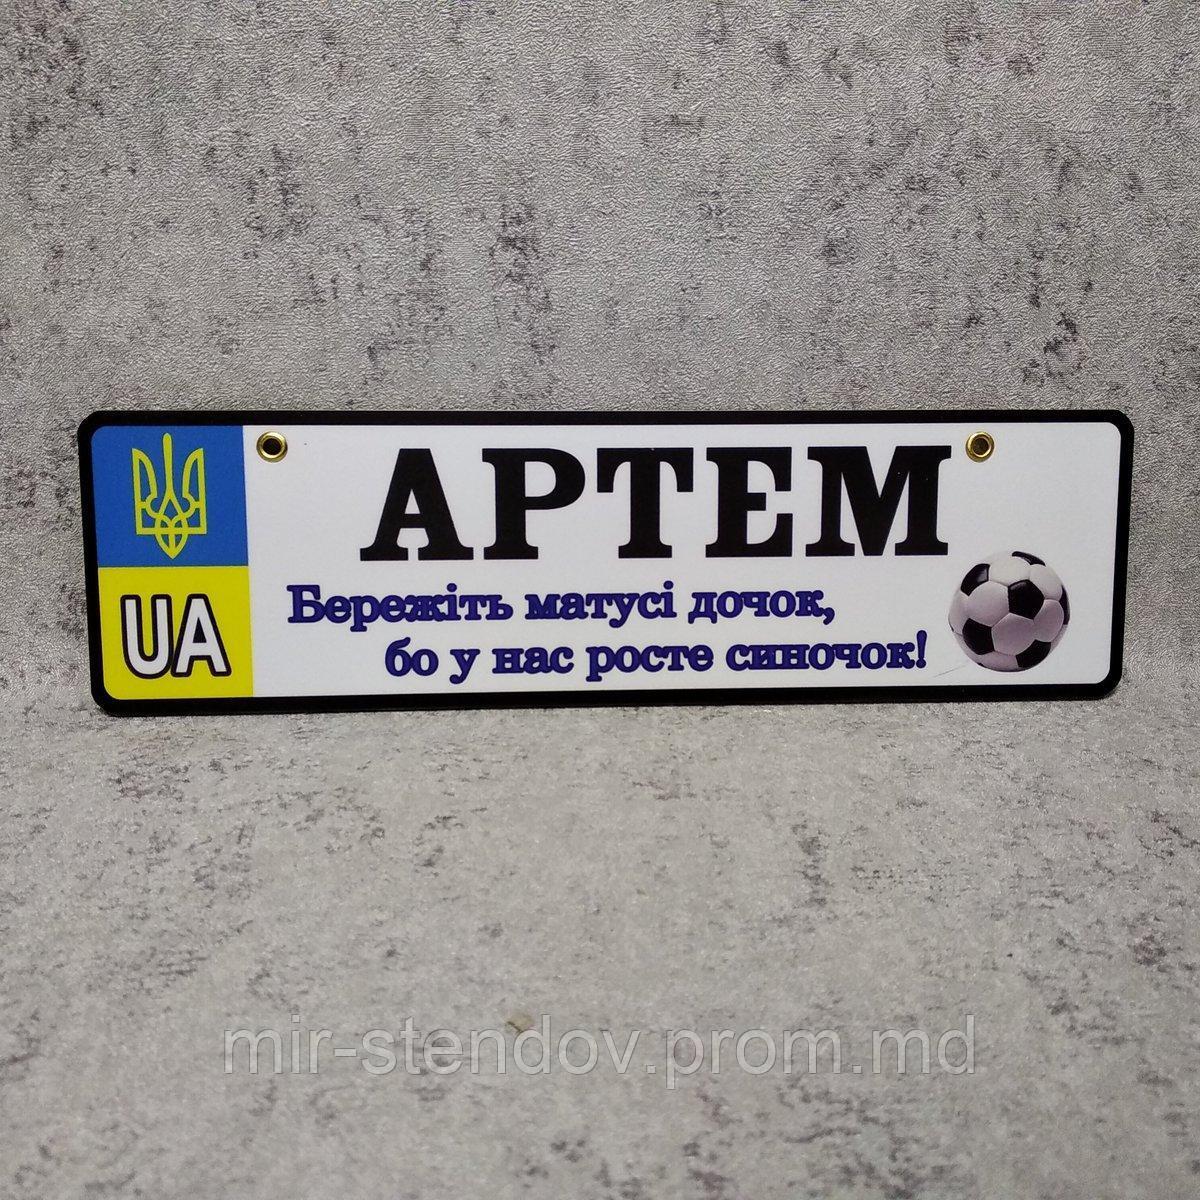 АРТЕМ
UA
Бережіть матусі дочок,
бо у нас росте синочок!
mir-stendov.prom.md